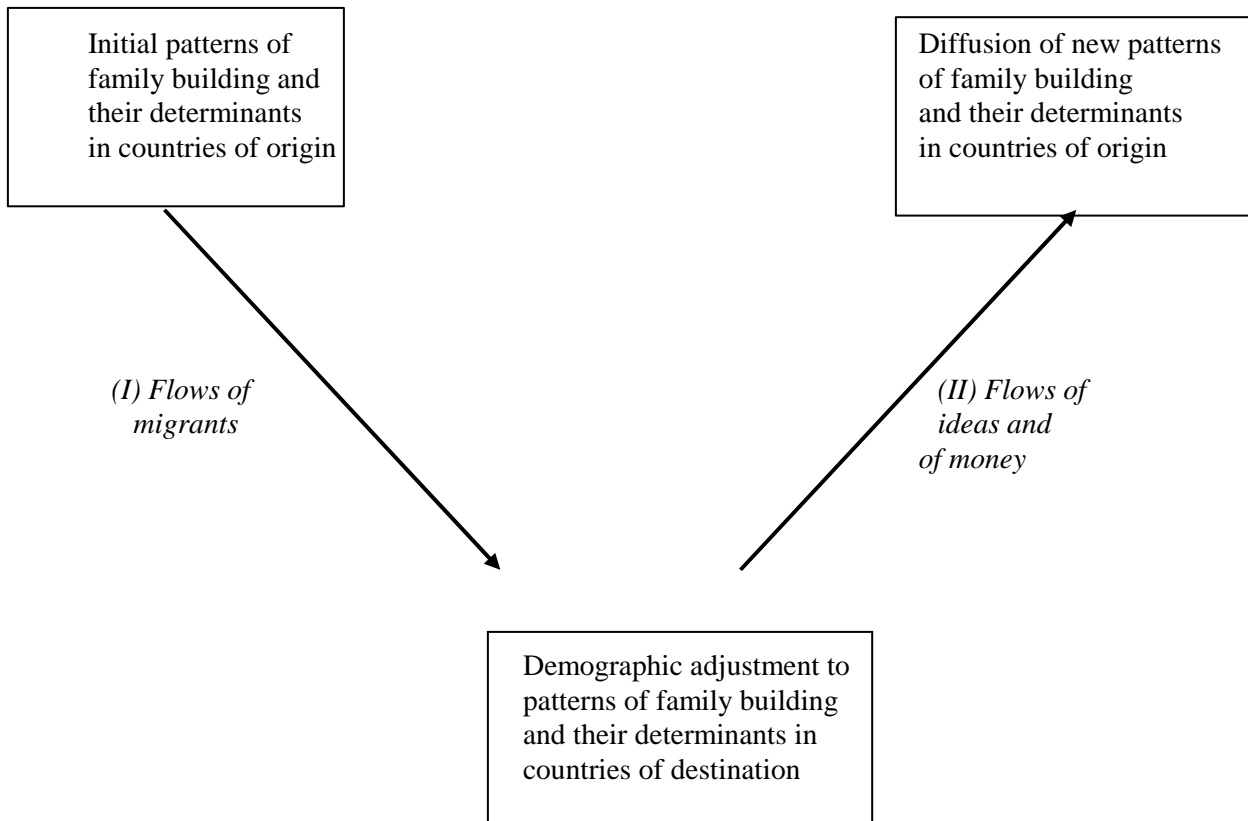 Initial patterns of
family building and
their determinants
in countries of origin
Diffusion of new patterns
of family building
and their determinants
in countries of origin
(I) Flows of
migrants
(II) Flows of
ideas and
of money
Demographic adjustment to
patterns of family building
and their determinants in
countries of destination